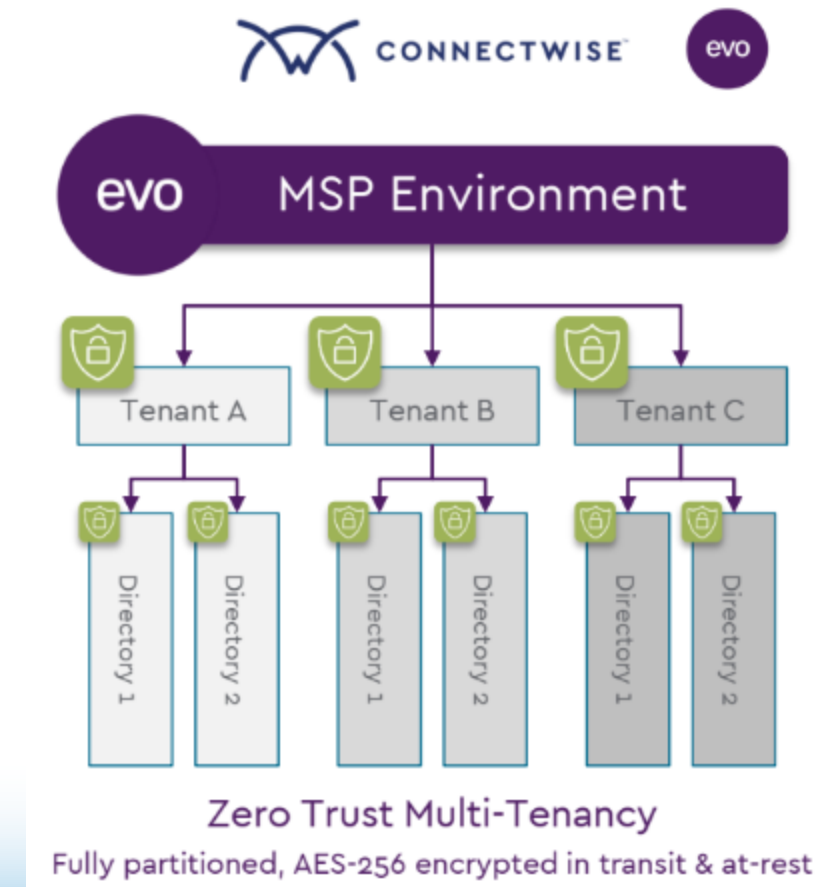 CONNECTWISE™ evo
evo MSP Environment
Tenant A Tenant B Tenant C
Directory 1 Directory 2 Directory 1 Directory 2 Directory 1 Directory 2
Zero Trust Multi-Tenancy
Fully partitioned, AES-256 encrypted in transit & at-rest